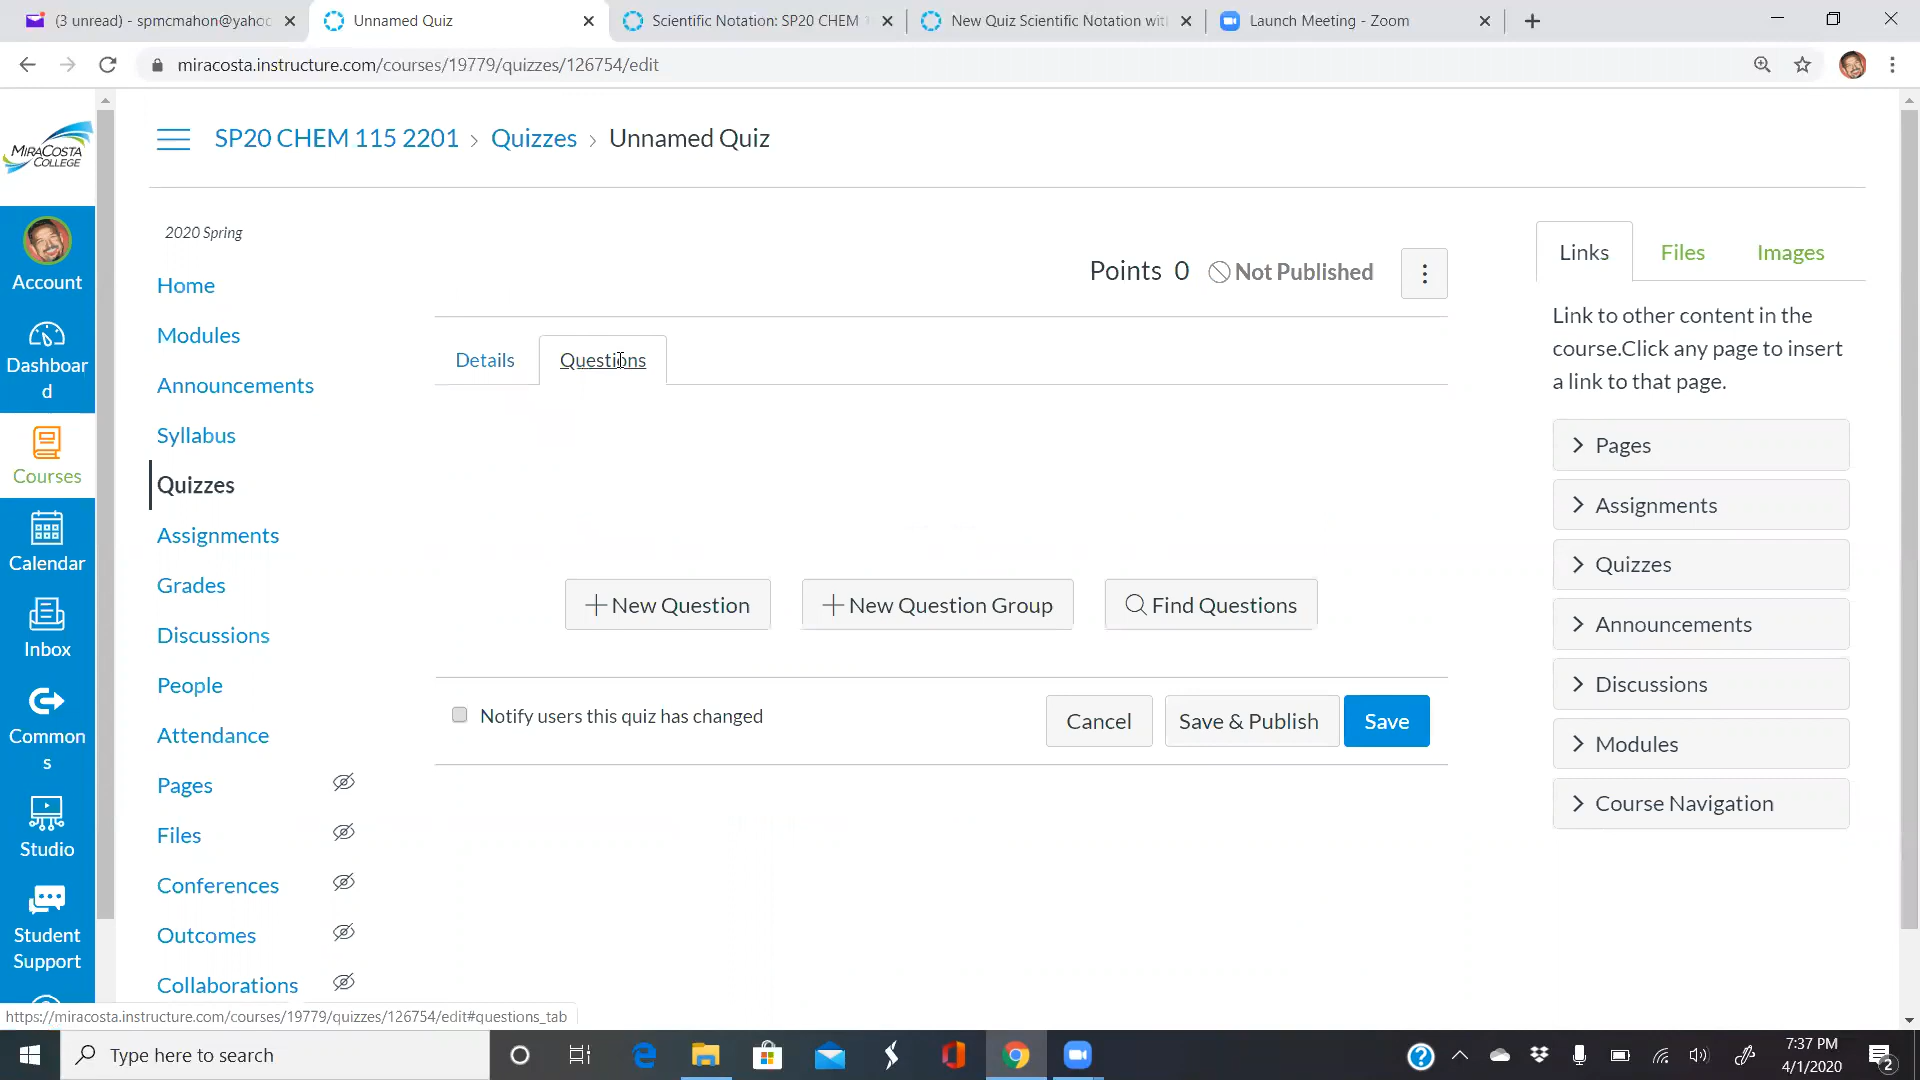 (3 unread) - spmcmahon@yahoo
Unnamed Quiz
Scientific Notation: SP20 CHEM
New Quiz Scientific Notation with
Launch Meeting - Zoom
miracosta.instructure.com/courses/19779/quizzes/126754/edit
MIRACOSTA
COLLEGE
Account
Dashboar
d
Courses
Calendar
Inbox
Common
s
Studio
Student
Support
SP20 CHEM 115 2201 › Quizzes › Unnamed Quiz
2020 Spring
Home
Modules
Announcements
Syllabus
Quizzes
Assignments
Grades
Discussions
People
Attendance
Pages
Files
Conferences
Outcomes
Collaborations
Points 0 Not Published
Details Questions
New Question New Question Group Find Questions
Notify users this quiz has changed
Cancel Save & Publish Save
Links Files Images
Link to other content in the
course.Click any page to insert
a link to that page.
Pages
Assignments
Quizzes
Announcements
Discussions
Modules
Course Navigation
https://miracosta.instructure.com/courses/19779/quizzes/126754/edit#questions_tab
Type here to search
7:37 PM
4/1/2020
2